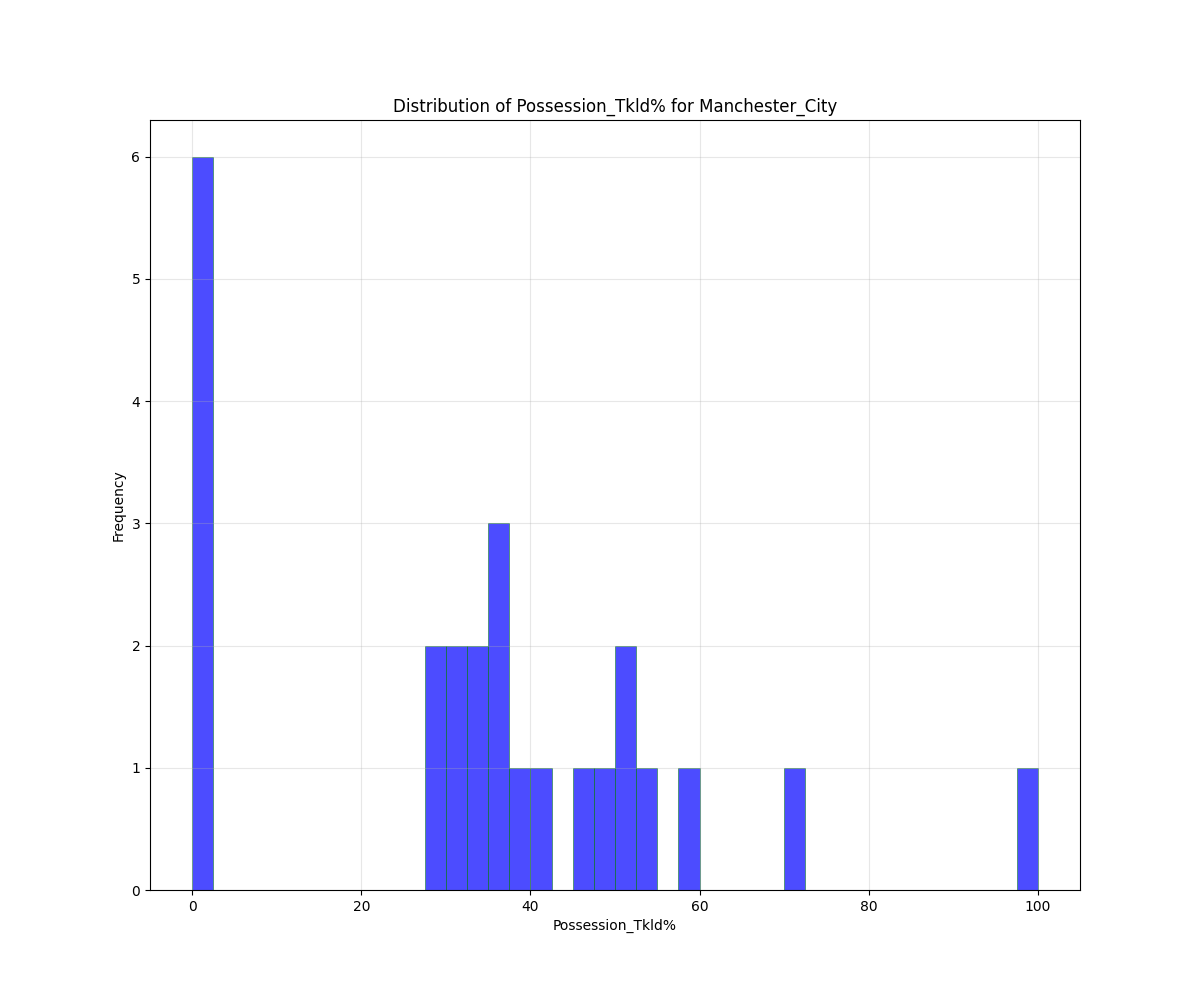 Distribution of Possession_Tkld% for Manchester_City
Frequency
6
5
4
3
2
1
0
0 20 40 60 80 100
Possession_Tkld%